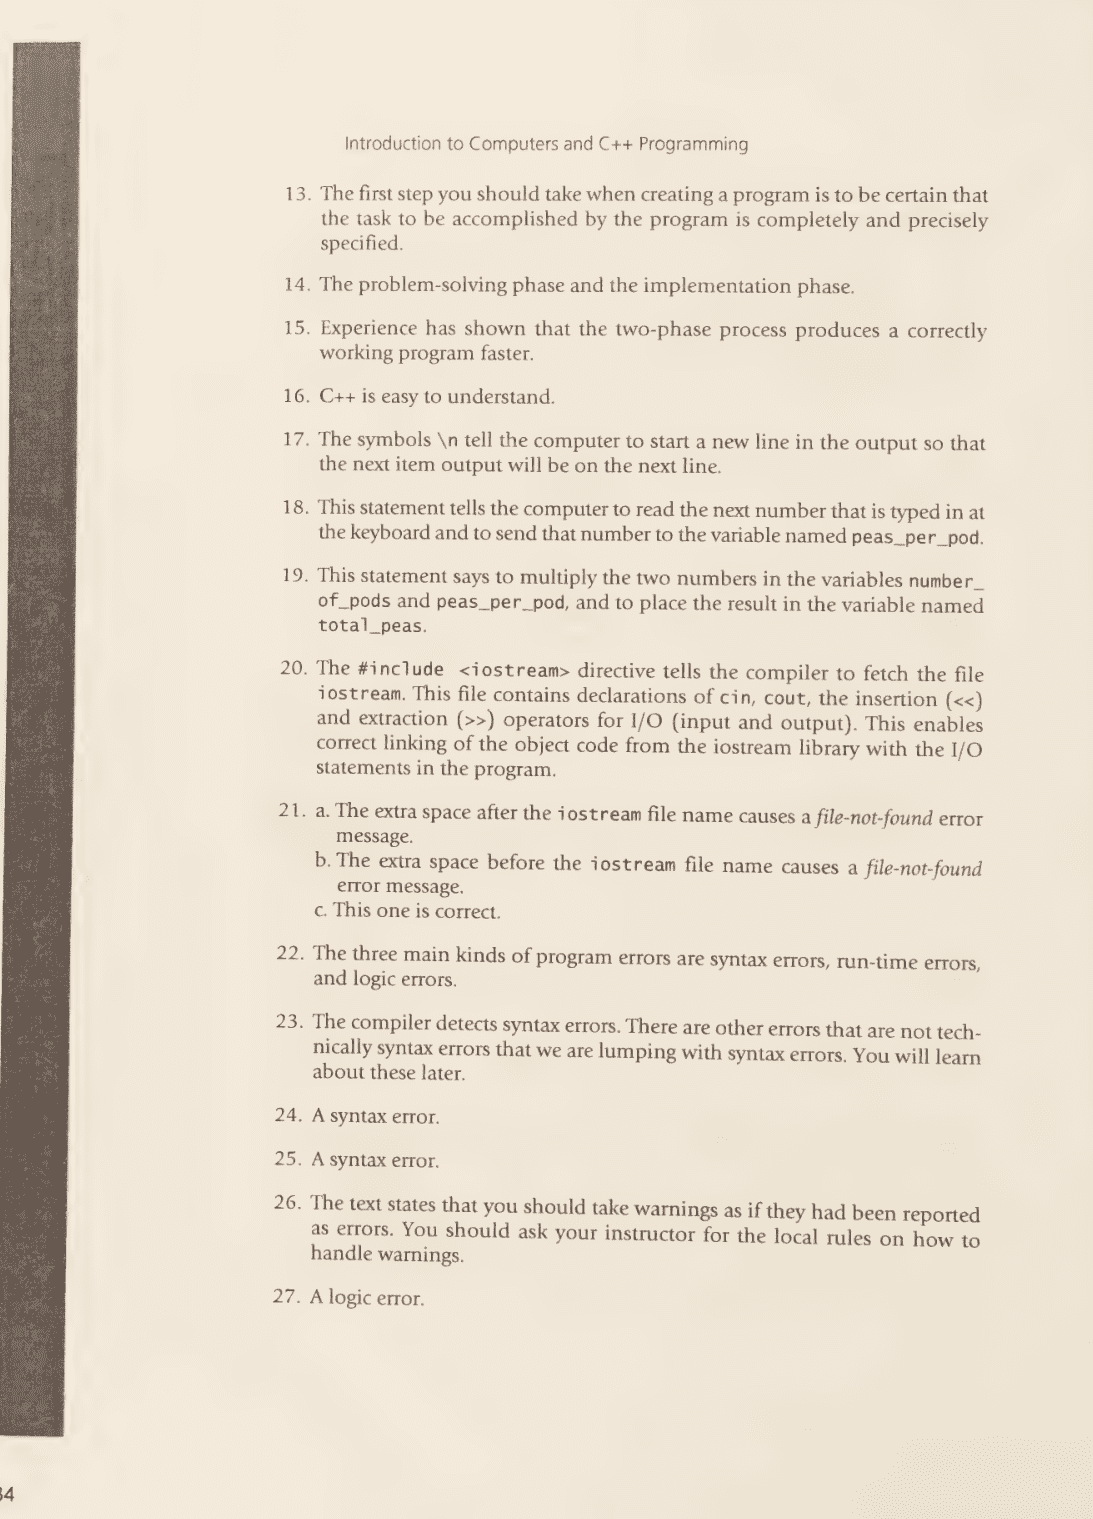 Introduction to Computers and C++ Programming
13. The first step you should take when creating a program is to be certain that
the task to be accomplished by the program is completely and precisely
specified.
14. The problem-solving phase and the implementation phase.
15. Experience has shown that the two-phase process produces a correctly
working program faster.
16. C++ is easy to understand.
17. The symbols \n tell the computer to start a new line in the output so that
the next item output will be on the next line.
18. This statement tells the computer to read the next number that is typed in at
the keyboard and to send that number to the variable named peas_per_pod.
19. This statement says to multiply the two numbers in the variables number_
of_pods and peas_per_pod, and to place the result in the variable named
total_peas.
20. The #include <iostream> directive tells the compiler to fetch the file
iostream. This file contains declarations of cin, cout, the insertion (<<)
and extraction (>>) operators for I/O (input and output). This enables
correct linking of the object code from the iostream library with the I/O
statements in the program.
21. a. The extra space after the iostream file name causes a file-not-found error
message.
b. The extra space before the iostream file name causes a file-not-found
error message.
c. This one is correct.
22. The three main kinds of program errors are syntax errors, run-time errors,
and logic errors.
23. The compiler detects syntax errors. There are other errors that are not tech-
nically syntax errors that we are lumping with syntax errors. You will learn
about these later.
24. A syntax error.
25. A syntax error.
26. The text states that you should take warnings as if they had been reported
as errors. You should ask your instructor for the local rules on how to
handle warnings.
27. A logic error.
34